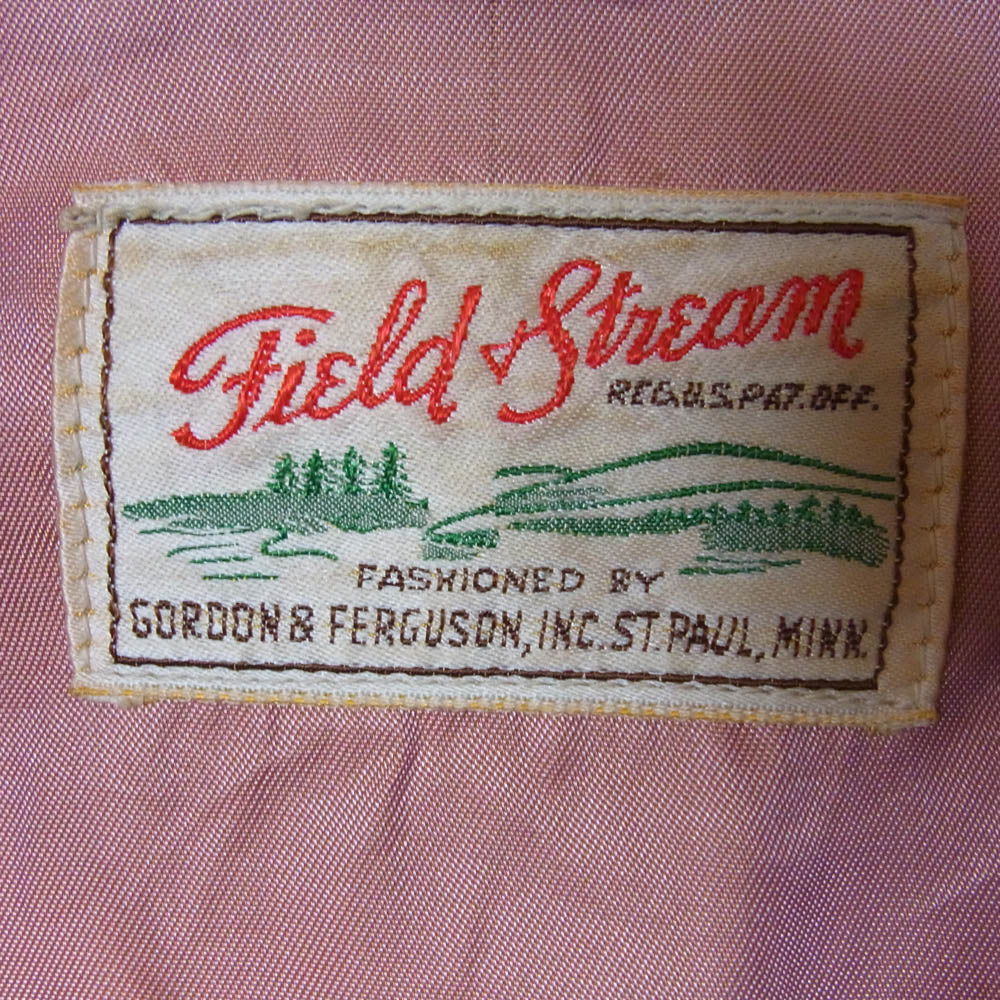 Field & Stream
REG.U.S.PAT.OFF.
FASHIONED BY
GORDON & FERGUSON, INC. ST. PAUL, MINN.